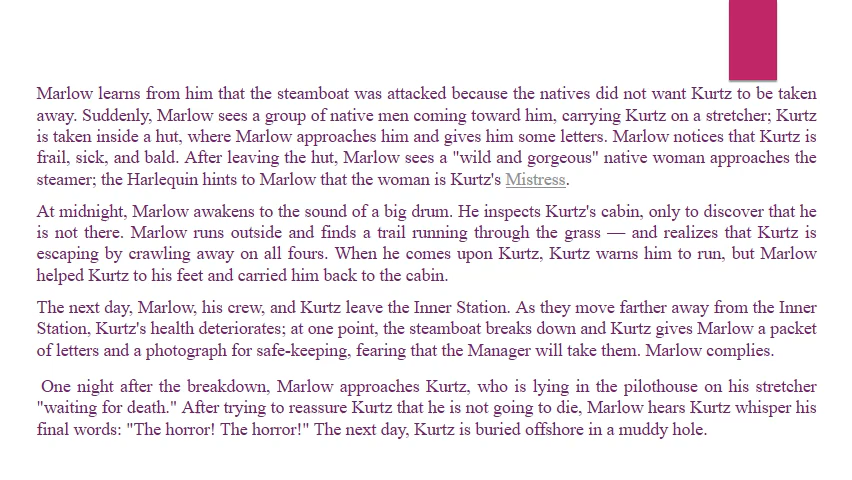 Marlow learns from him that the steamboat was attacked because the natives did not want Kurtz to be taken
away. Suddenly, Marlow sees a group of native men coming toward him, carrying Kurtz on a stretcher; Kurtz
is taken inside a hut, where Marlow approaches him and gives him some letters. Marlow notices that Kurtz is
frail, sick, and bald. After leaving the hut, Marlow sees a "wild and gorgeous" native woman approaches the
steamer; the Harlequin hints to Marlow that the woman is Kurtz's Mistress.
At midnight, Marlow awakens to the sound of a big drum. He inspects Kurtz's cabin, only to discover that he
is not there. Marlow runs outside and finds a trail running through the grass — and realizes that Kurtz is
escaping by crawling away on all fours. When he comes upon Kurtz, Kurtz warns him to run, but Marlow
helped Kurtz to his feet and carried him back to the cabin.
The next day, Marlow, his crew, and Kurtz leave the Inner Station. As they move farther away from the Inner
Station, Kurtz's health deteriorates; at one point, the steamboat breaks down and Kurtz gives Marlow a packet
of letters and a photograph for safe-keeping, fearing that the Manager will take them. Marlow complies.
One night after the breakdown, Marlow approaches Kurtz, who is lying in the pilothouse on his stretcher
"waiting for death." After trying to reassure Kurtz that he is not going to die, Marlow hears Kurtz whisper his
final words: "The horror! The horror!" The next day, Kurtz is buried offshore in a muddy hole.